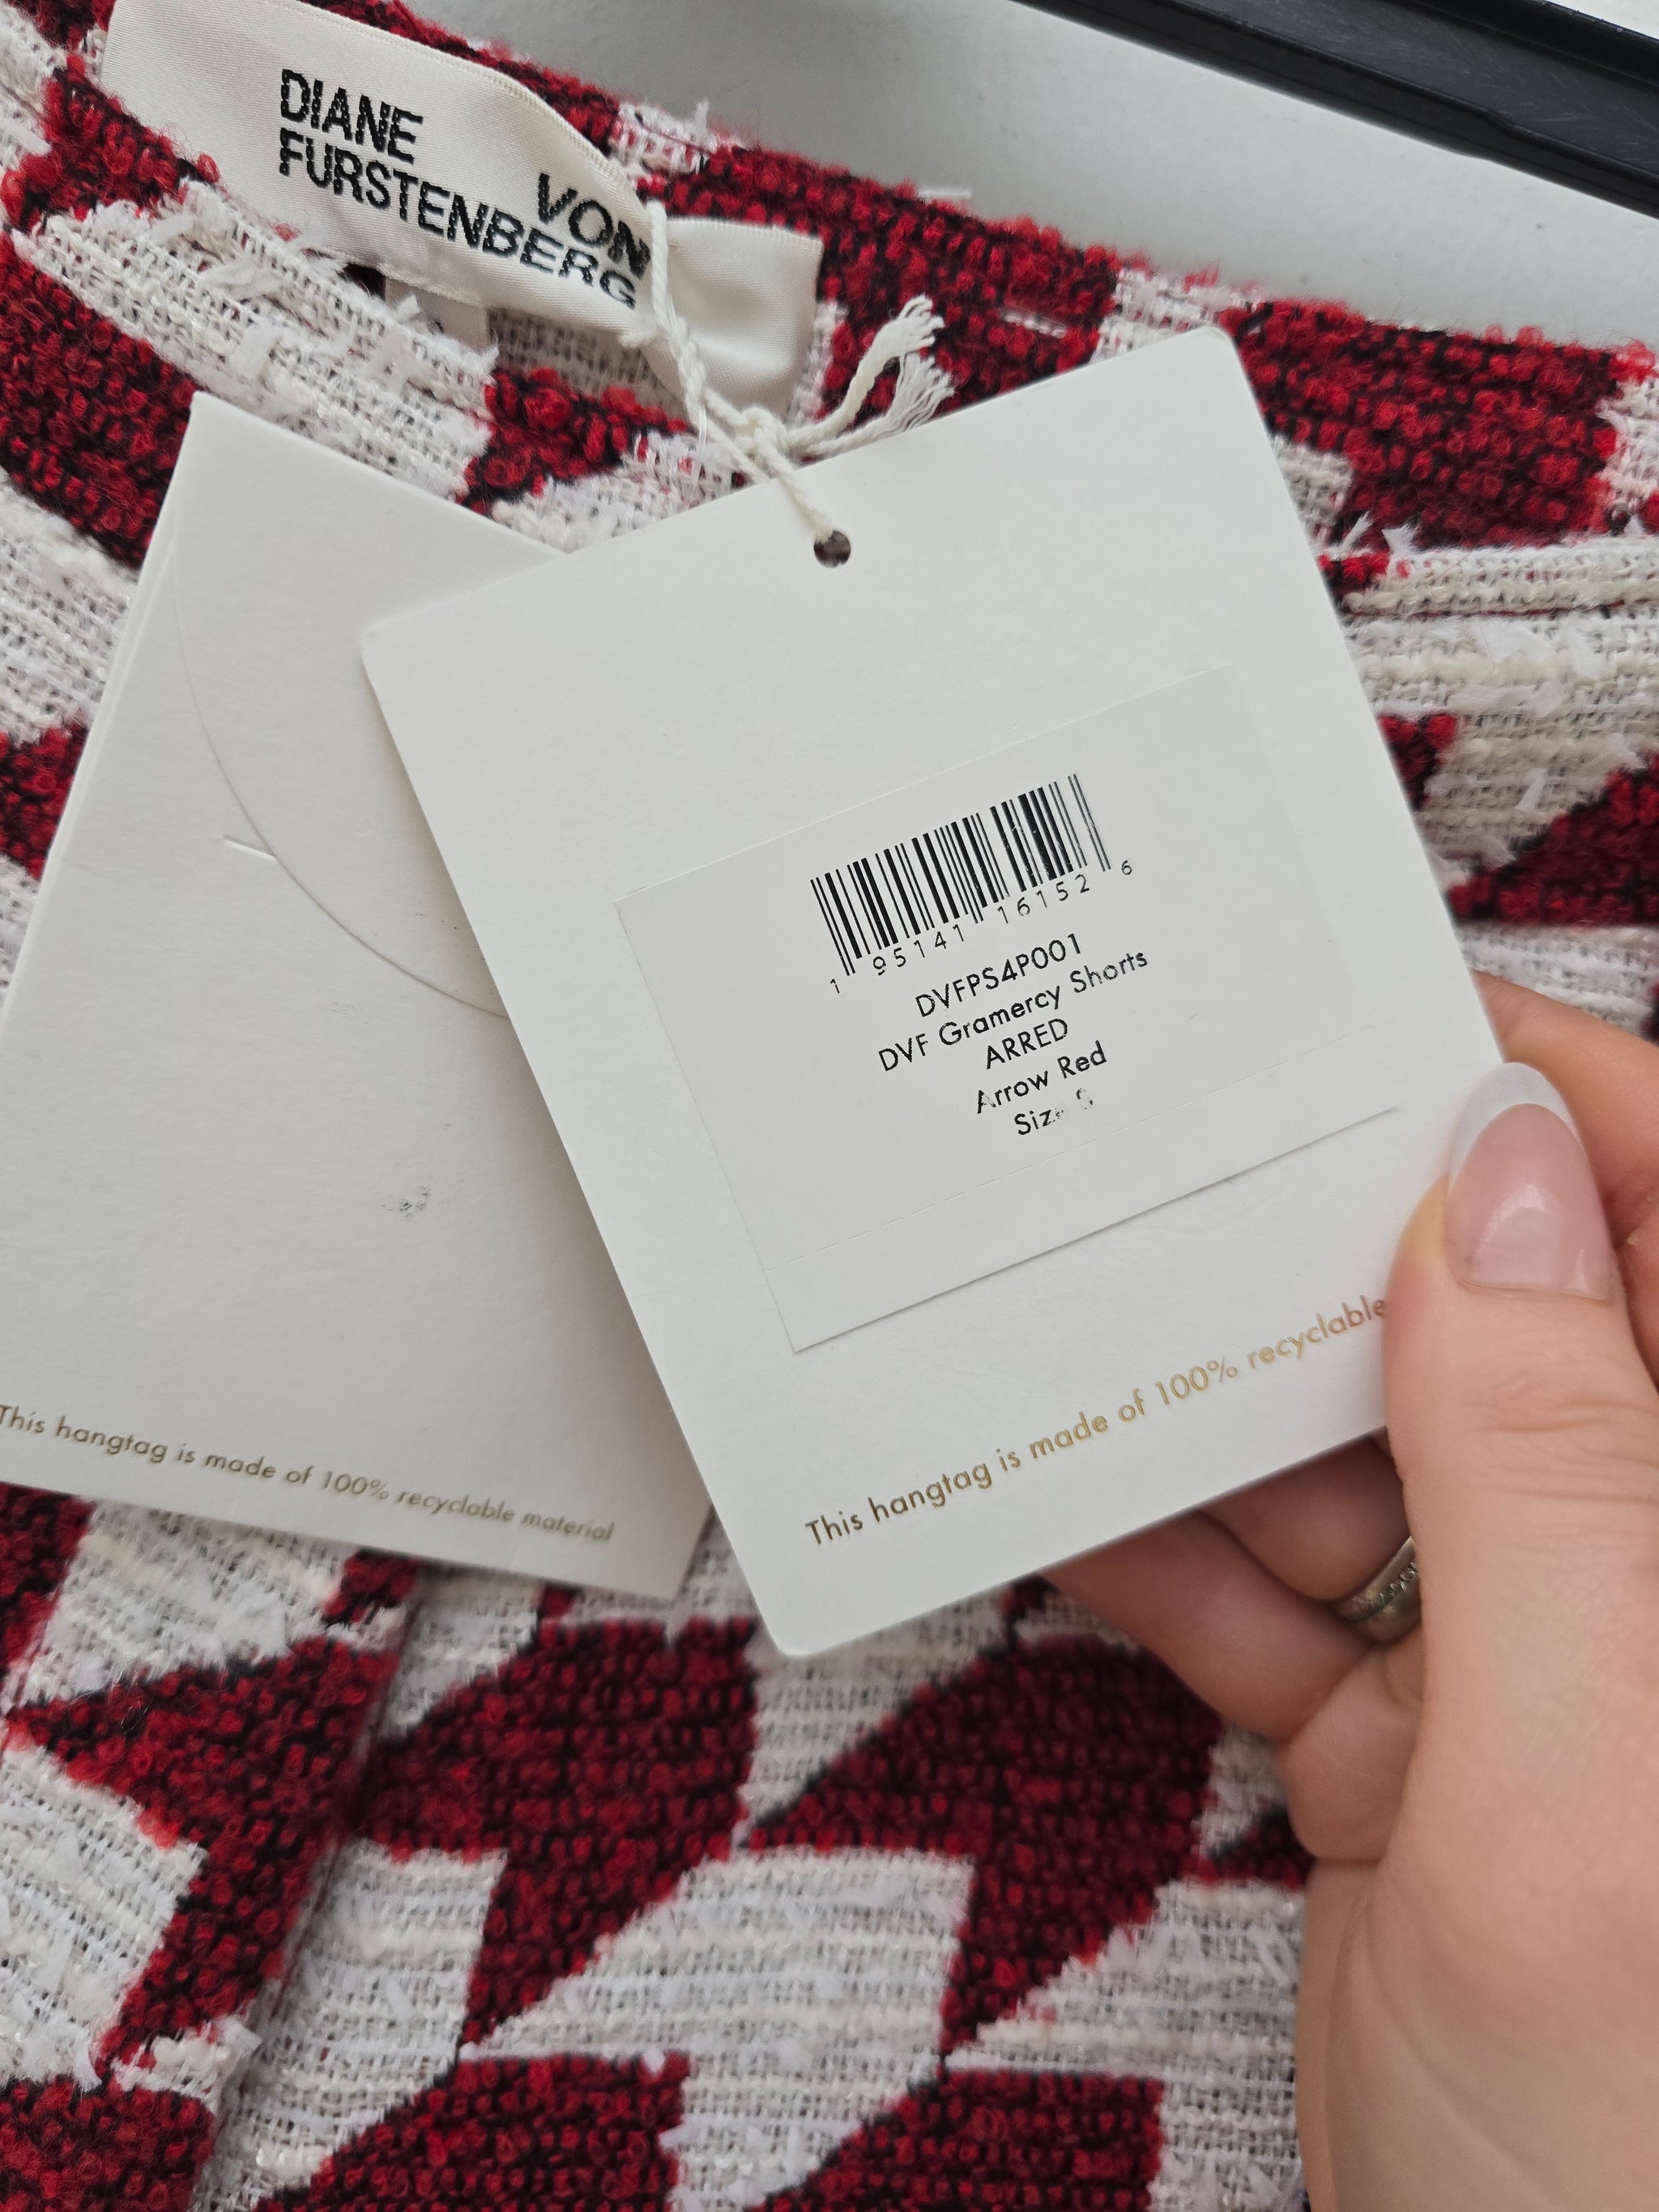 DIANE
VON
FURSTENBERG
1 95141 16152 6
DVFPS4P001
DVF Gramercy Shorts
ARRED
Arrow Red
Size S
This hangtag is made of 100% recyclable
This hangtag is made of 100% recyclable material